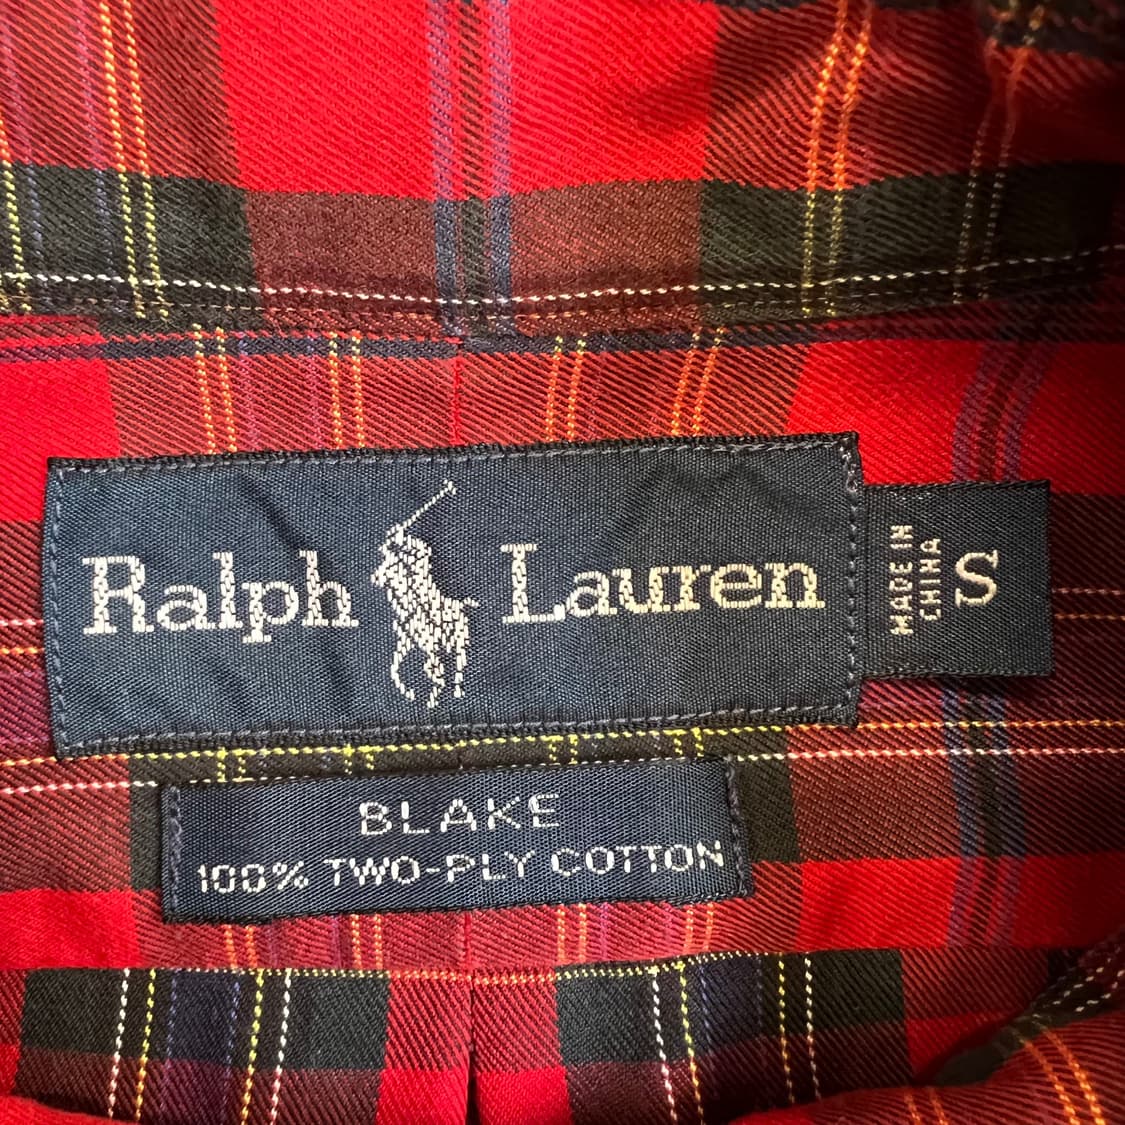 Ralph Lauren
MADE IN
CHINA
S
BLAKE
100% TWO-PLY COTTON